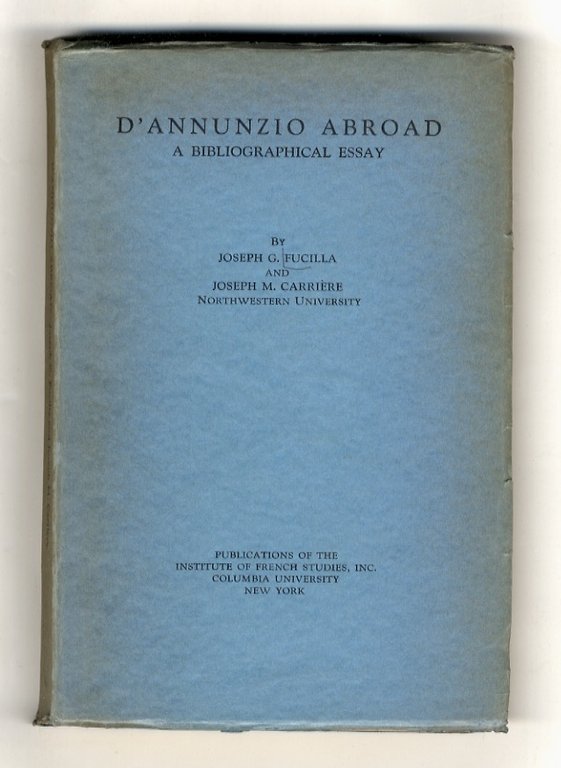 D'ANNUNZIO ABROAD
A BIBLIOGRAPHICAL ESSAY
By
JOSEPH G. FUCILLA
AND
JOSEPH M. CARRIÈRE
NORTHWESTERN UNIVERSITY
PUBLICATIONS OF THE
INSTITUTE OF FRENCH STUDIES, INC.
COLUMBIA UNIVERSITY
NEW YORK